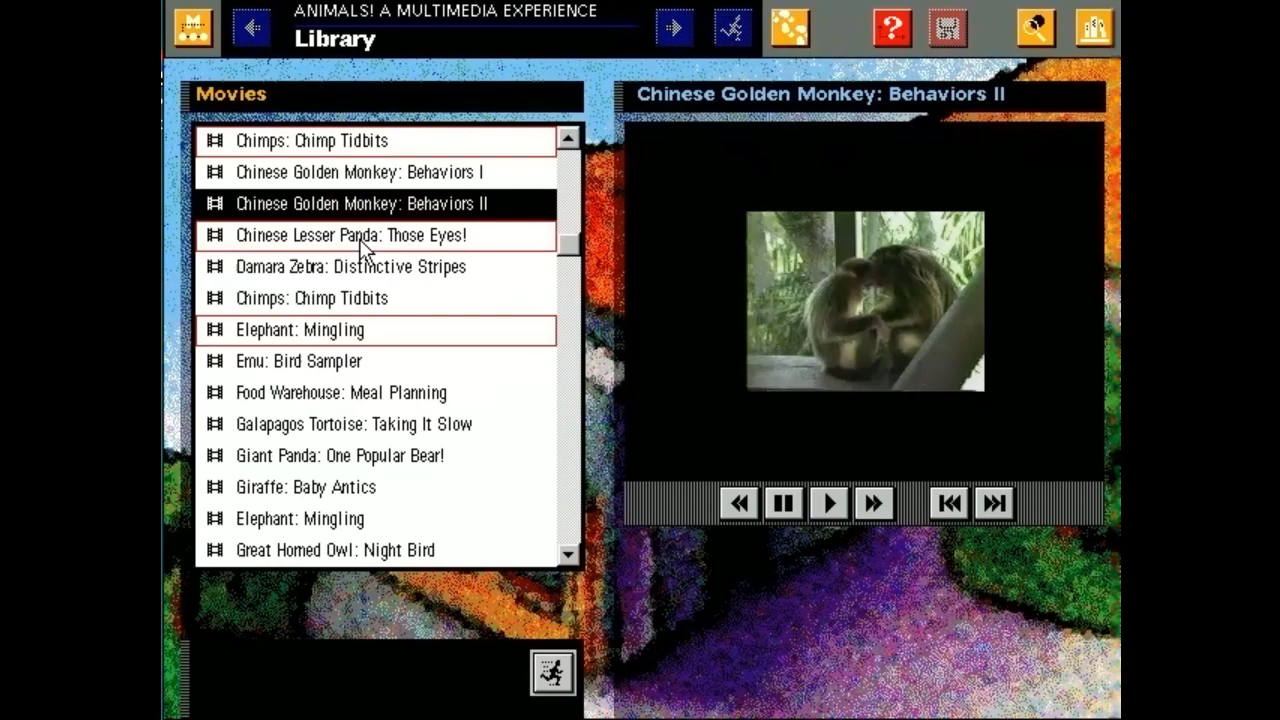 ANIMALS! A MULTIMEDIA EXPERIENCE
Library
?
Movies
Chimps: Chimp Tidbits
Chinese Golden Monkey: Behaviors I
Chinese Golden Monkey: Behaviors II
Chinese Lesser Panda: Those Eyes!
Damara Zebra: Distinctive Stripes
Chimps: Chimp Tidbits
Elephant: Mingling
Emu: Bird Sampler
Food Warehouse: Meal Planning
Galapagos Tortoise: Taking It Slow
Giant Panda: One Popular Bear!
Giraffe: Baby Antics
Elephant: Mingling
Great Horned Owl: Night Bird
Chinese Golden Monkey: Behaviors II